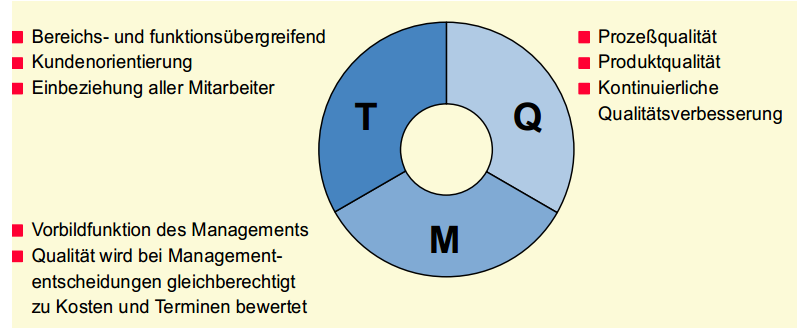 Bereichs- und funktionsübergreifend
Kundenorientierung
Einbeziehung aller Mitarbeiter
T
Q
M
Prozeßqualität
Produktqualität
Kontinuierliche
Qualitätsverbesserung
Vorbildfunktion des Managements
Qualität wird bei Management-
entscheidungen gleichberechtigt
zu Kosten und Terminen bewertet